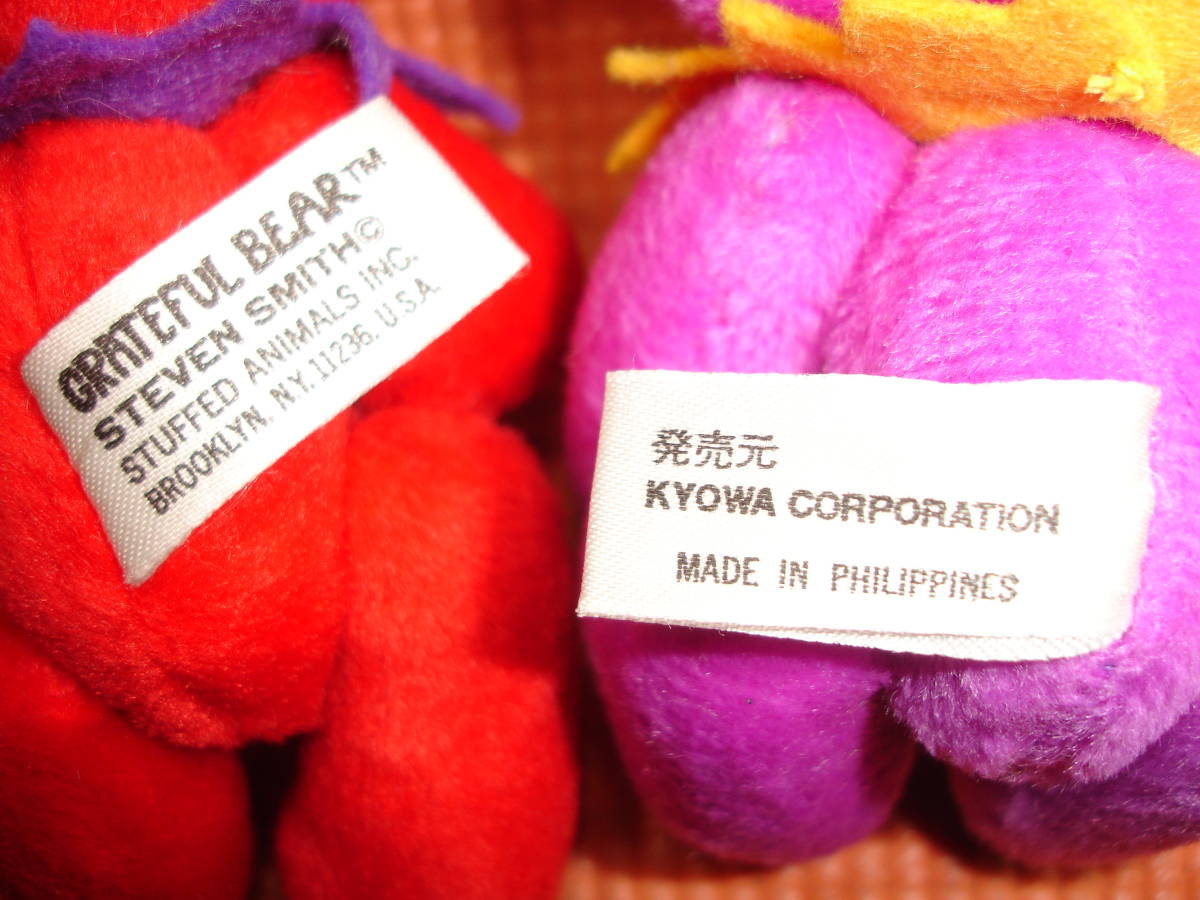 GRATEFUL BEAR™
STEVEN SMITH©
STUFFED ANIMALS INC.
BROOKLYN, N.Y. 11236, U.S.A.
発売元
KYOWA CORPORATION
MADE IN PHILIPPINES